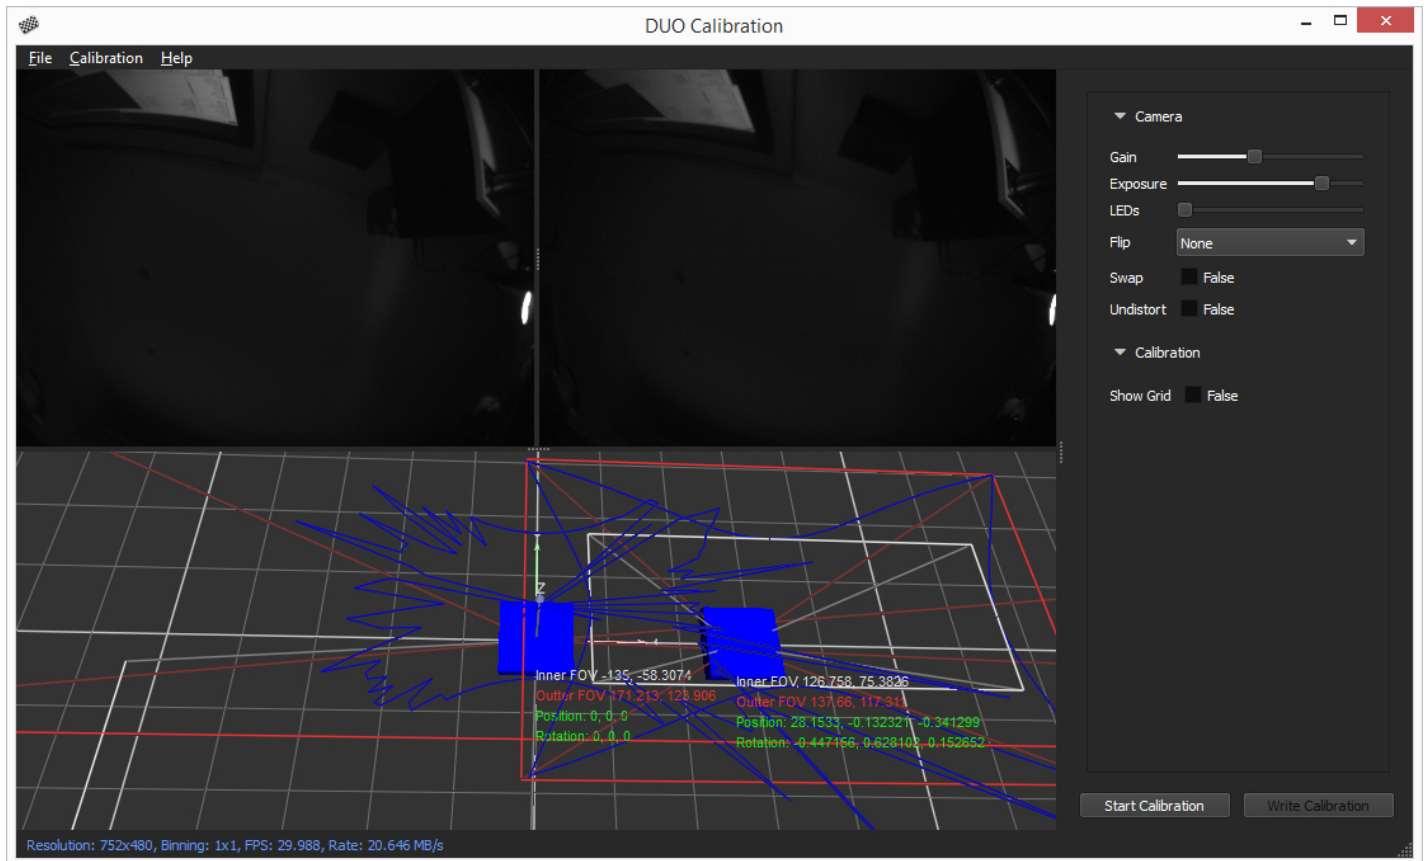 DUO Calibration
File Calibration Help
Camera
Gain
Exposure
LEDs
Flip None
Swap False
Undistort False
Calibration
Show Grid False
Z
Inner FOV -135, -58.3074
Outter FOV 171.213, 123.906
Position: 0, 0, 0
Rotation: 0, 0, 0
Inner FOV, 126.758, 75.3826
Outter FOV 137.66, 117.313
Position: 28.1533, -0.132321, -0.341299
Rotation: -0.447156, 0.628102, 0.152652
Start Calibration Write Calibration
Resolution: 752x480, Binning: 1x1, FPS: 29.988, Rate: 20.646 MB/s